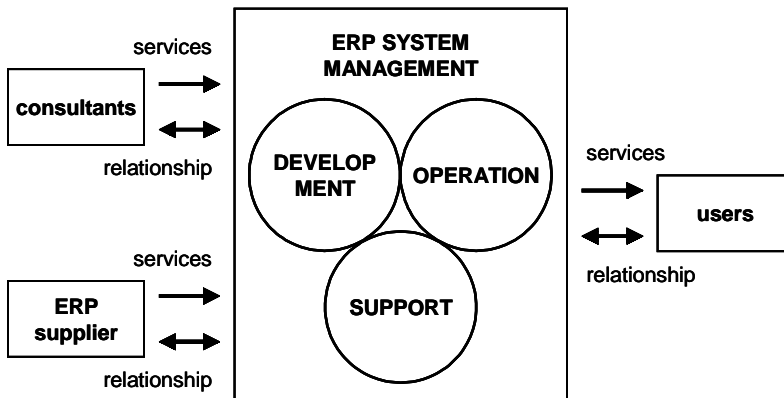 services
consultants
relationship
services
ERP
supplier
relationship
ERP SYSTEM
MANAGEMENT
DEVELOP
MENT
OPERATION
SUPPORT
services
users
relationship